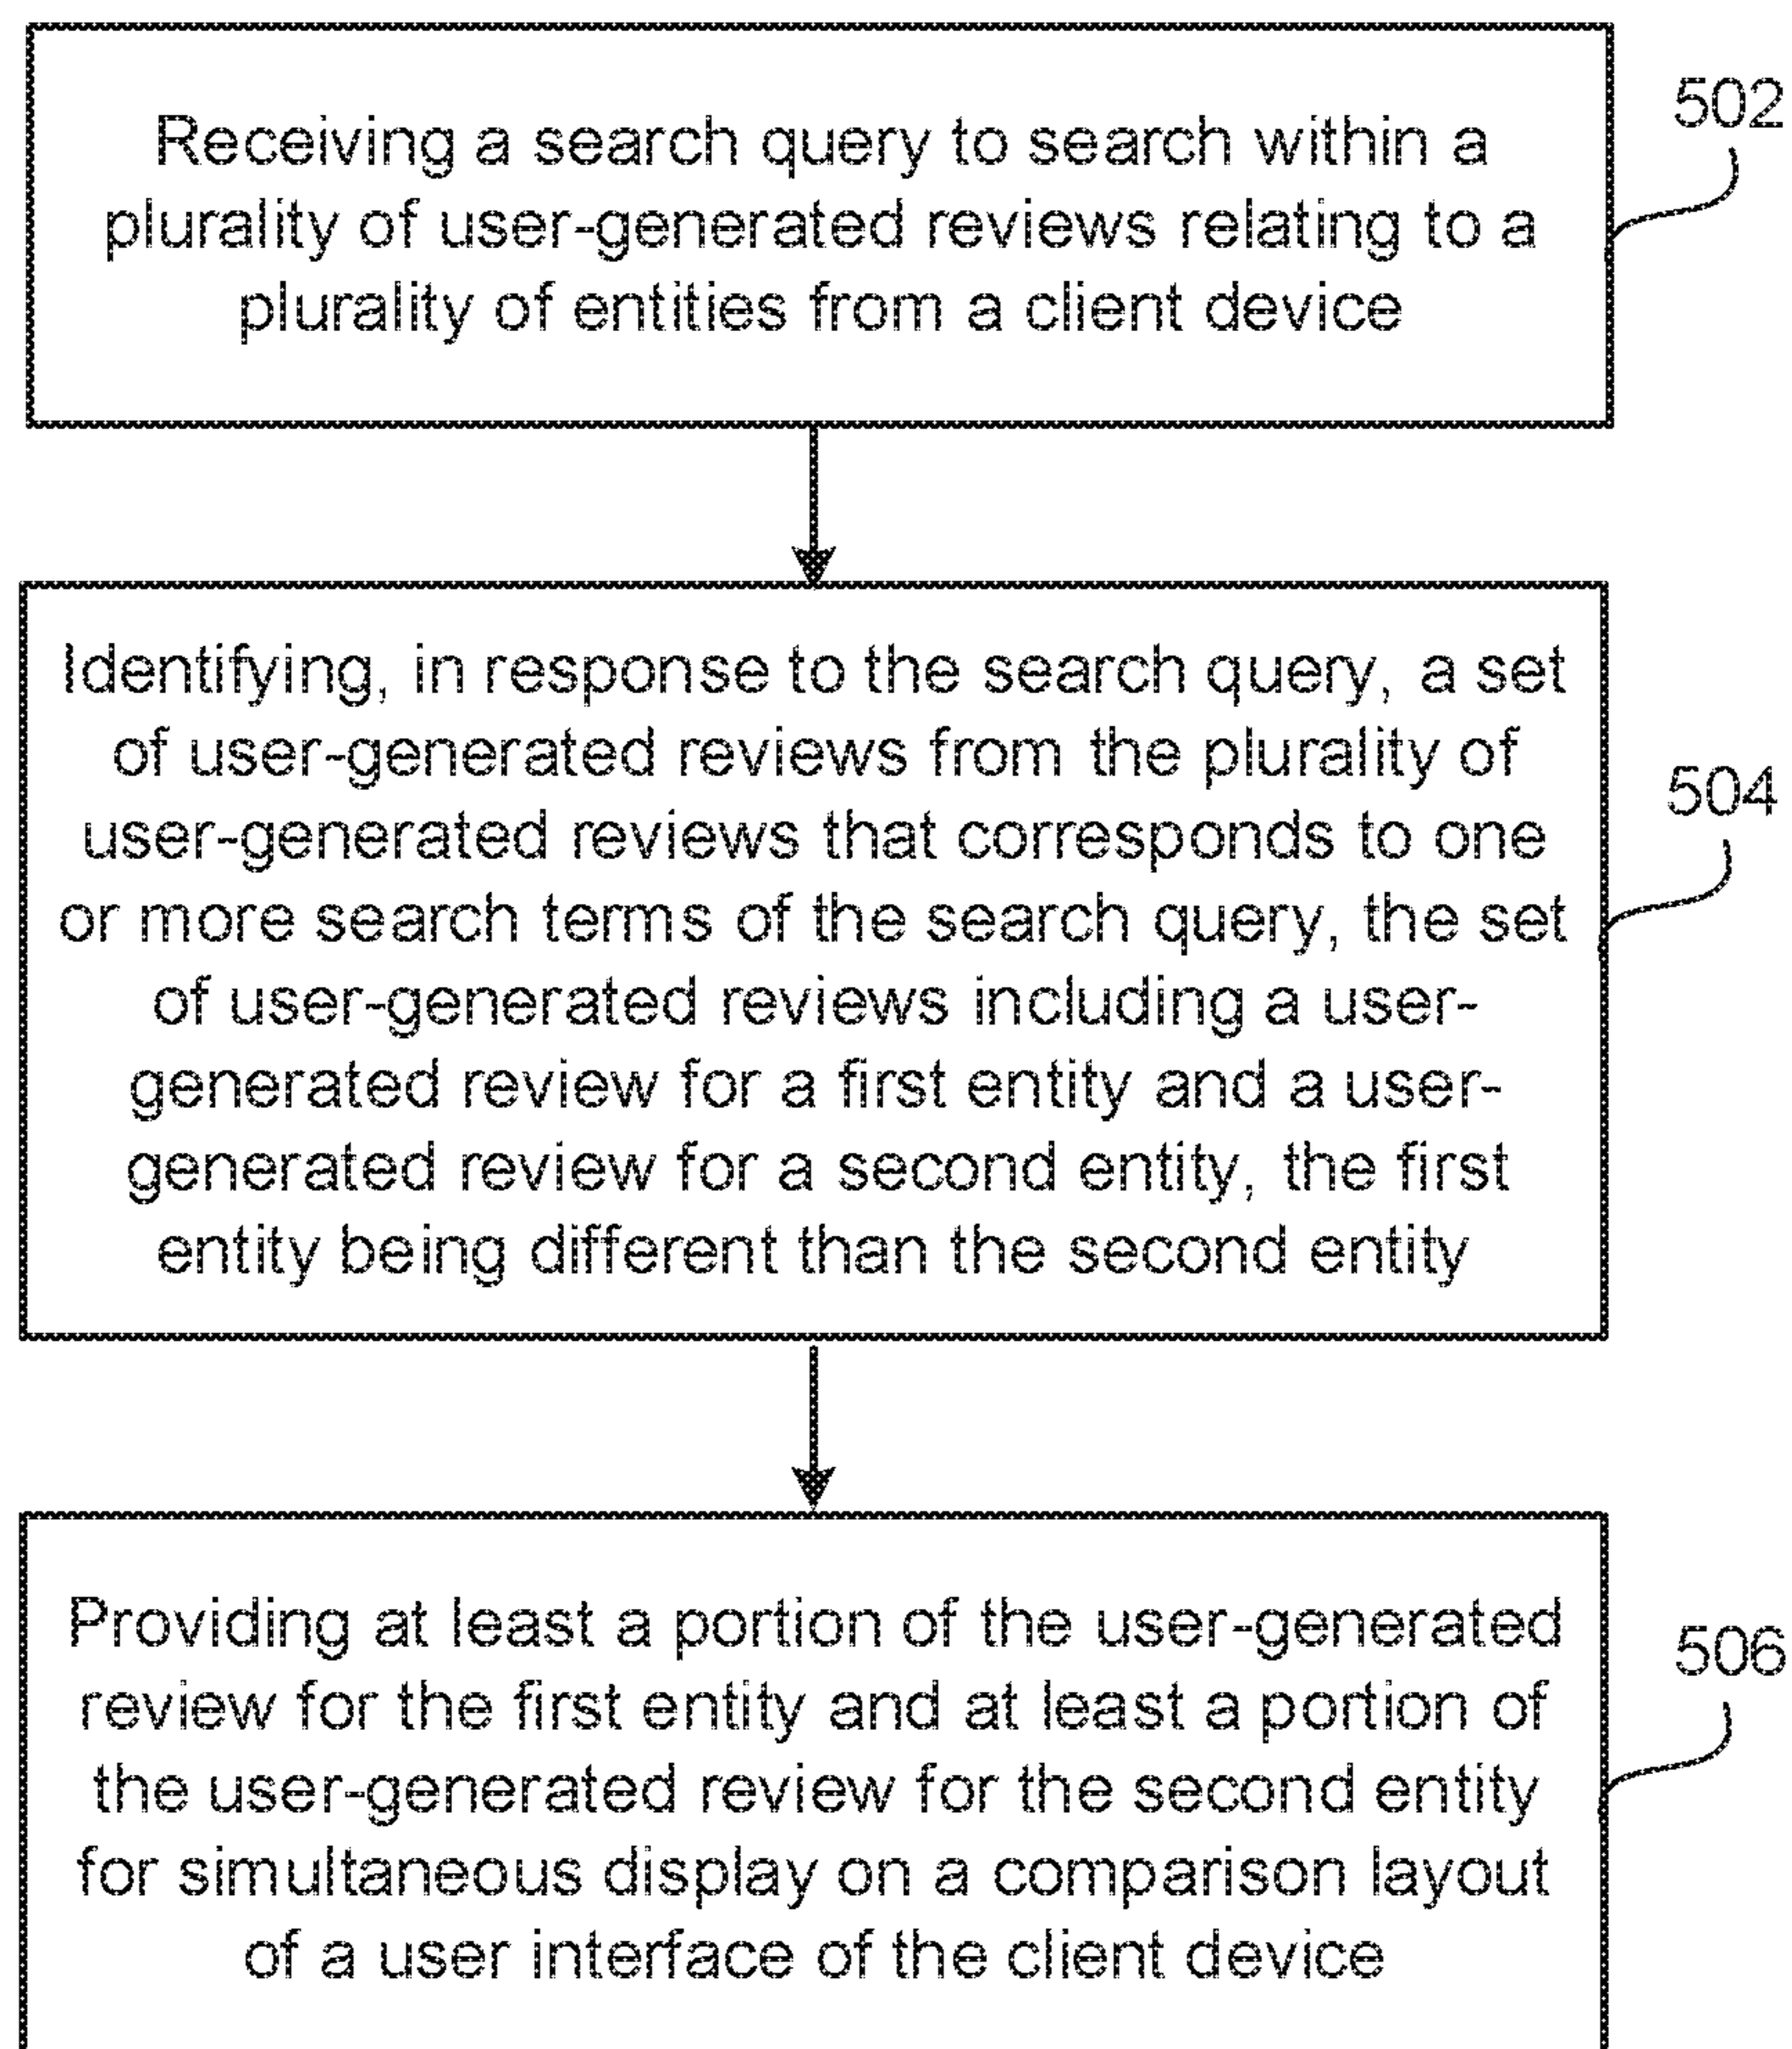 Receiving a search query to search within a
plurality of user-generated reviews relating to a
plurality of entities from a client device
502
Identifying, in response to the search query, a set
of user-generated reviews from the plurality of
user-generated reviews that corresponds to one
or more search terms of the search query, the set
of user-generated reviews including a user-
generated review for a first entity and a user-
generated review for a second entity, the first
entity being different than the second entity
504
Providing at least a portion of the user-generated
review for the first entity and at least a portion of
the user-generated review for the second entity
for simultaneous display on a comparison layout
of a user interface of the client device
506